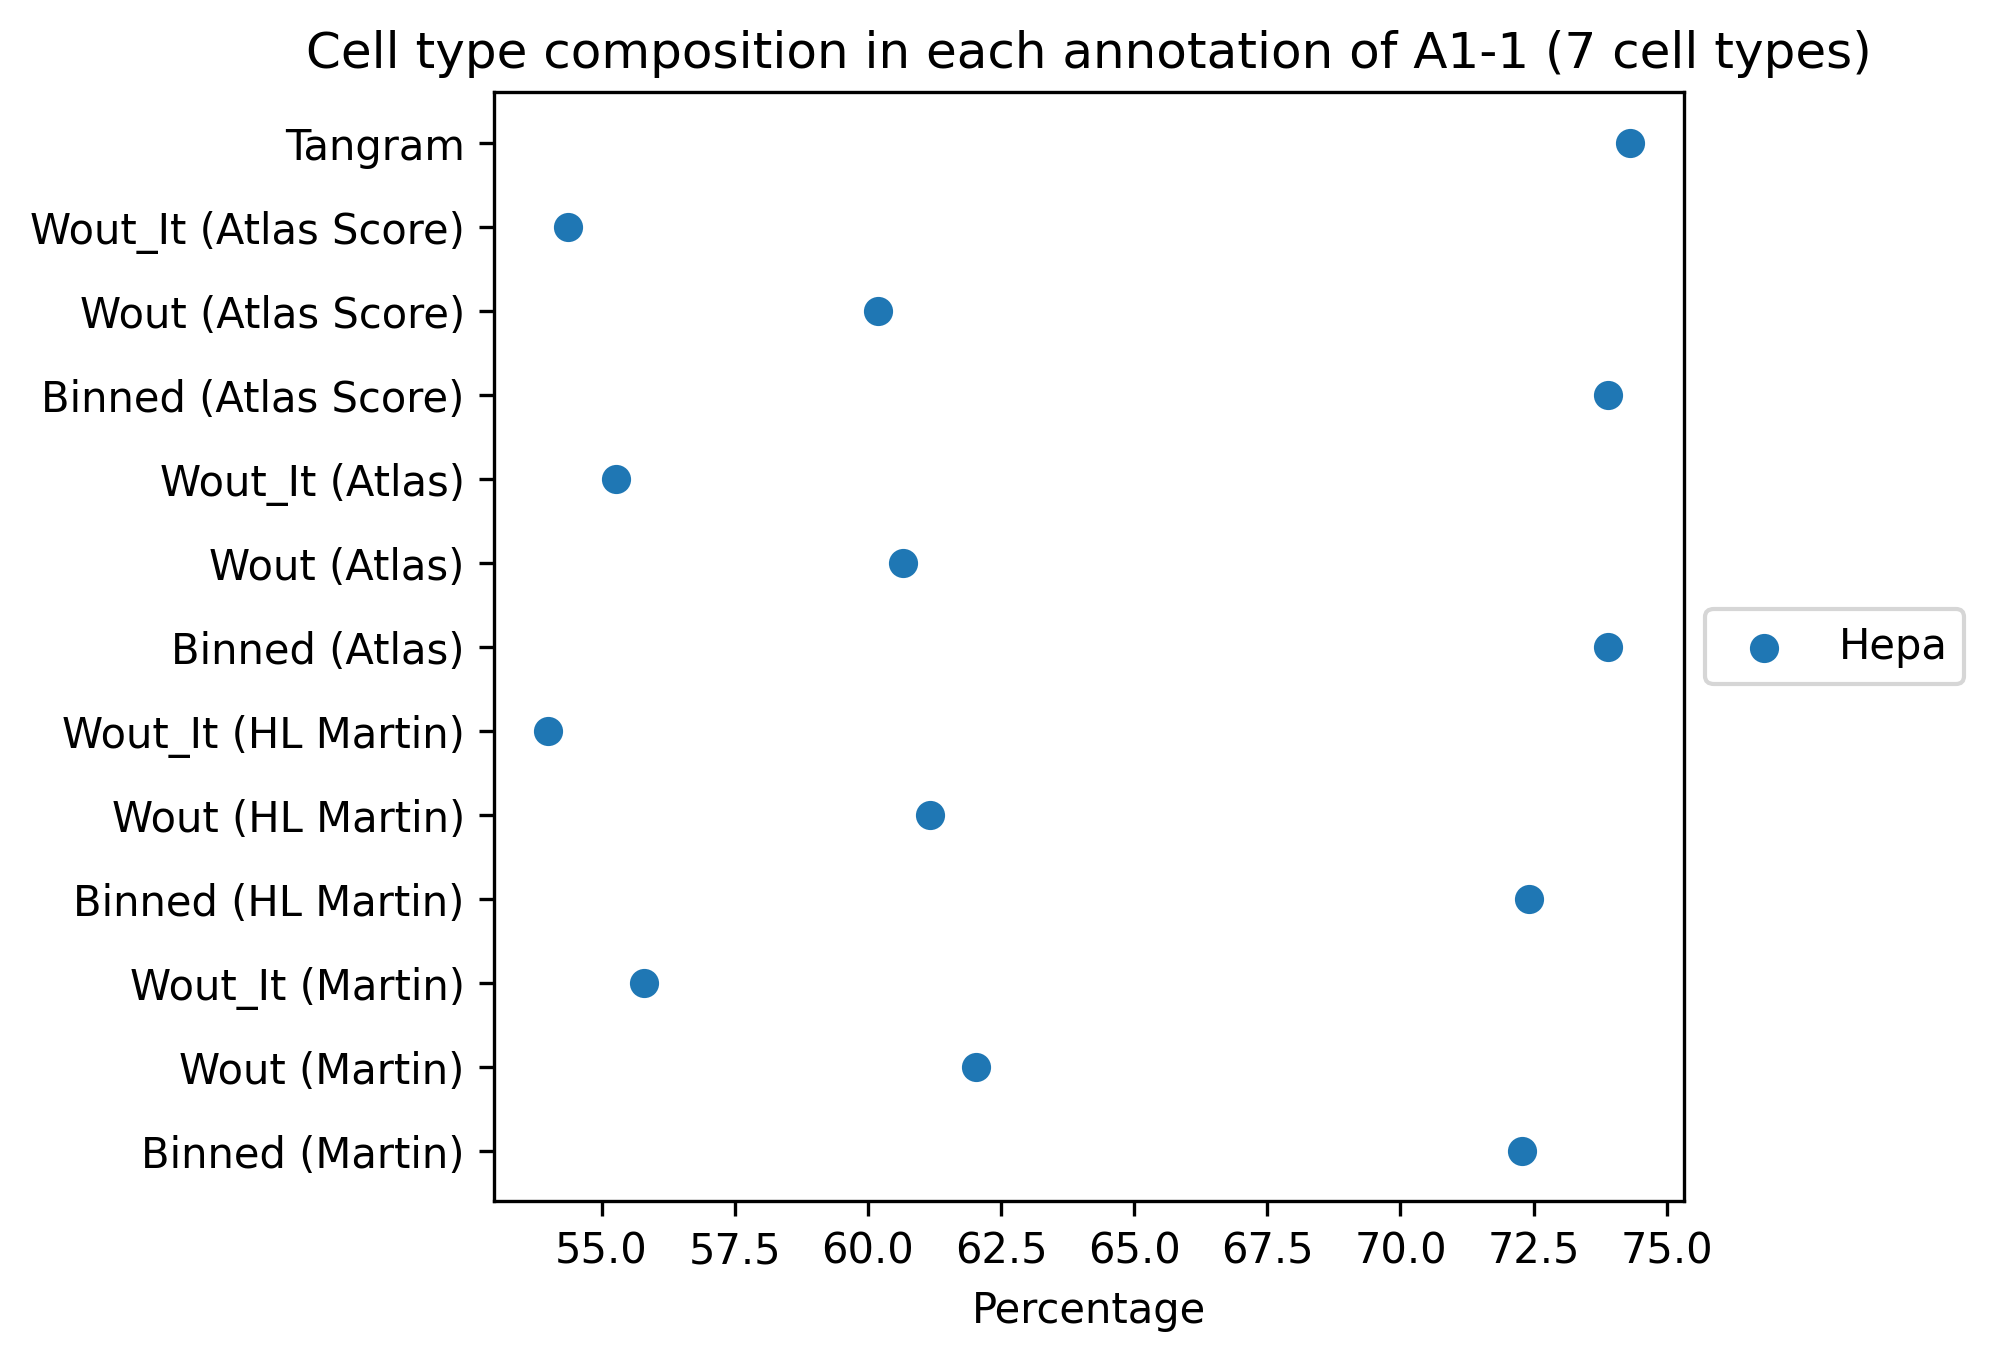 Cell type composition in each annotation of A1-1 (7 cell types)
Tangram
Wout_It (Atlas Score)
Wout (Atlas Score)
Binned (Atlas Score)
Wout_It (Atlas)
Wout (Atlas)
Binned (Atlas)
Wout_It (HL Martin)
Wout (HL Martin)
Binned (HL Martin)
Wout_It (Martin)
Wout (Martin)
Binned (Martin)
Hepa
55.0 57.5 60.0 62.5 65.0 67.5 70.0 72.5 75.0
Percentage